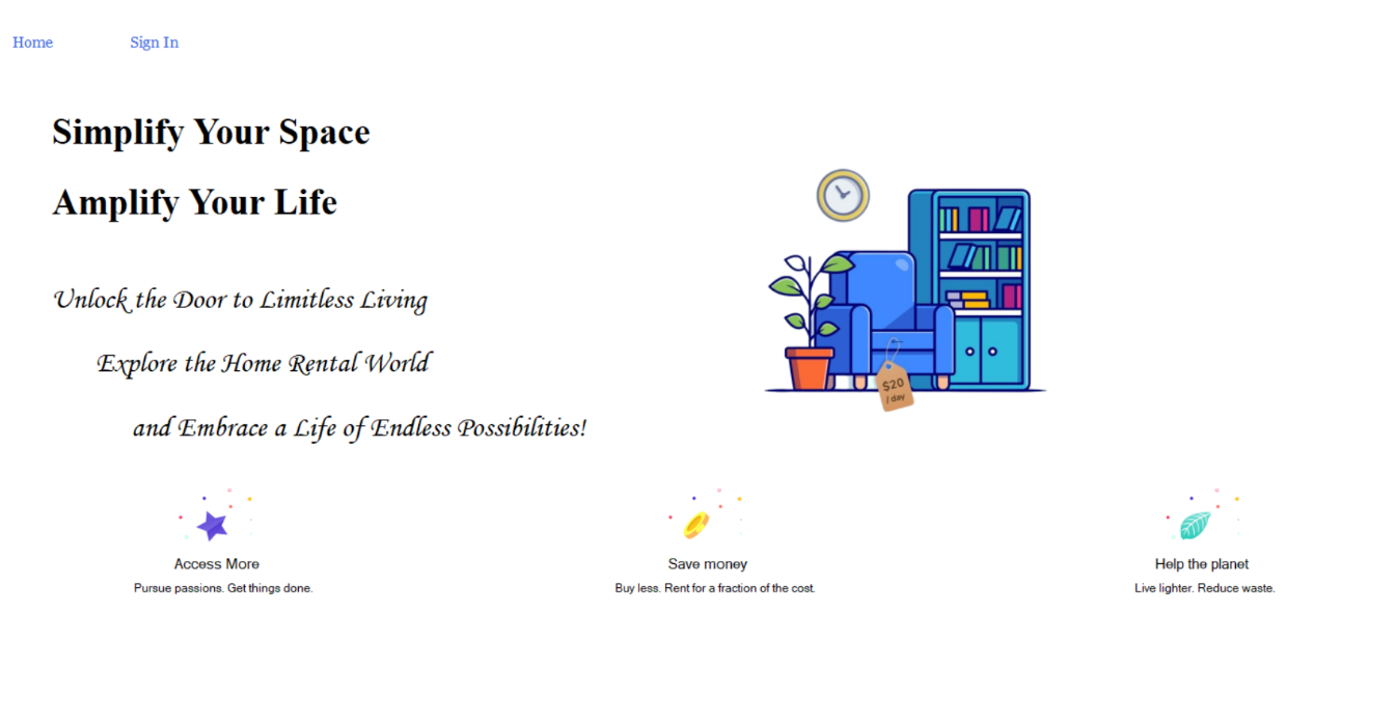 Home
Sign In
Simplify Your Space
Amplify Your Life
Unlock the Door to Limitless Living
Explore the Home Rental World
and Embrace a Life of Endless Possibilities!
$20
/ day
Access More
Pursue passions. Get things done.
Save money
Buy less. Rent for a fraction of the cost.
Help the planet
Live lighter. Reduce waste.